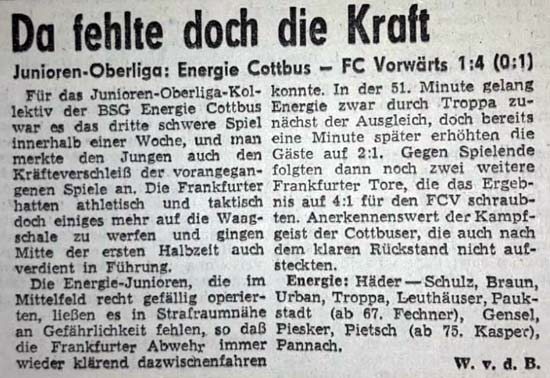 Da fehlte doch die Kraft
Junioren-Oberliga: Energie Cottbus — FC Vorwärts 1:4 (0:1)
Für das Junioren-Oberliga-Kol-
lektiv der BSG Energie Cottbus
war es das dritte schwere Spiel
innerhalb einer Woche, und man
merkte den Jungen auch den
Kräfteverschleiß der vorangegan-
genen Spiele an. Die Frankfurter
hatten athletisch und taktisch
doch einiges mehr auf die Waag-
schale zu werfen und gingen
Mitte der ersten Halbzeit auch
verdient in Führung.
Die Energie-Junioren, die im
Mittelfeld recht gefällig operier-
ten, ließen es in Strafraumnähe
an Gefährlichkeit fehlen, so daß
die Frankfurter Abwehr immer
wieder klärend dazwischenfahren
konnte. In der 51. Minute gelang
Energie zwar durch Troppa zu-
nächst der Ausgleich, doch bereits
eine Minute später erhöhten die
Gäste auf 2:1. Gegen Spielende
folgten dann noch zwei weitere
Frankfurter Tore, die das Ergeb-
nis auf 4:1 für den FCV schraub-
ten. Anerkennenswert der Kampf-
geist der Cottbuser, die auch nach
dem klaren Rückstand nicht auf-
steckten.
Energie: Häder — Schulz, Braun,
Urban, Troppa, Leuthäuser, Pauk-
stadt (ab 67. Fechner), Gensel,
Piesker, Pietsch (ab 75. Kasper),
Pannach.
W. v. d. B.